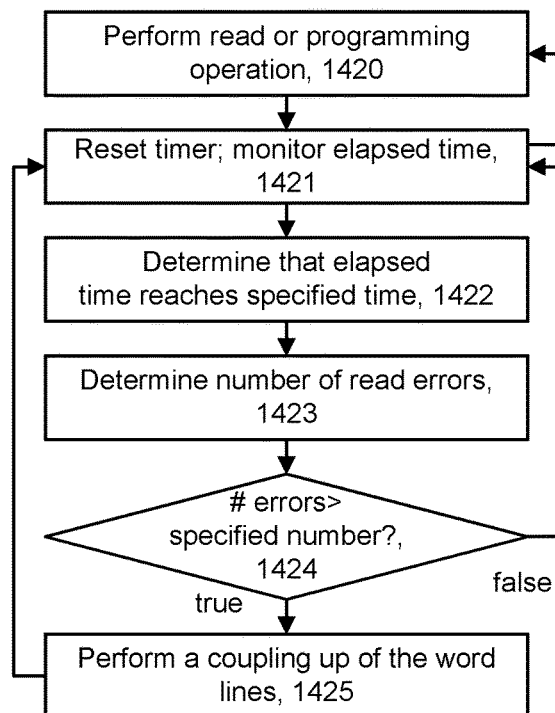 Perform read or programming
operation, 1420
Reset timer; monitor elapsed time,
1421
Determine that elapsed
time reaches specified time, 1422
Determine number of read errors,
1423
# errors>
specified number?,
1424
false
true
Perform a coupling up of the word
lines, 1425